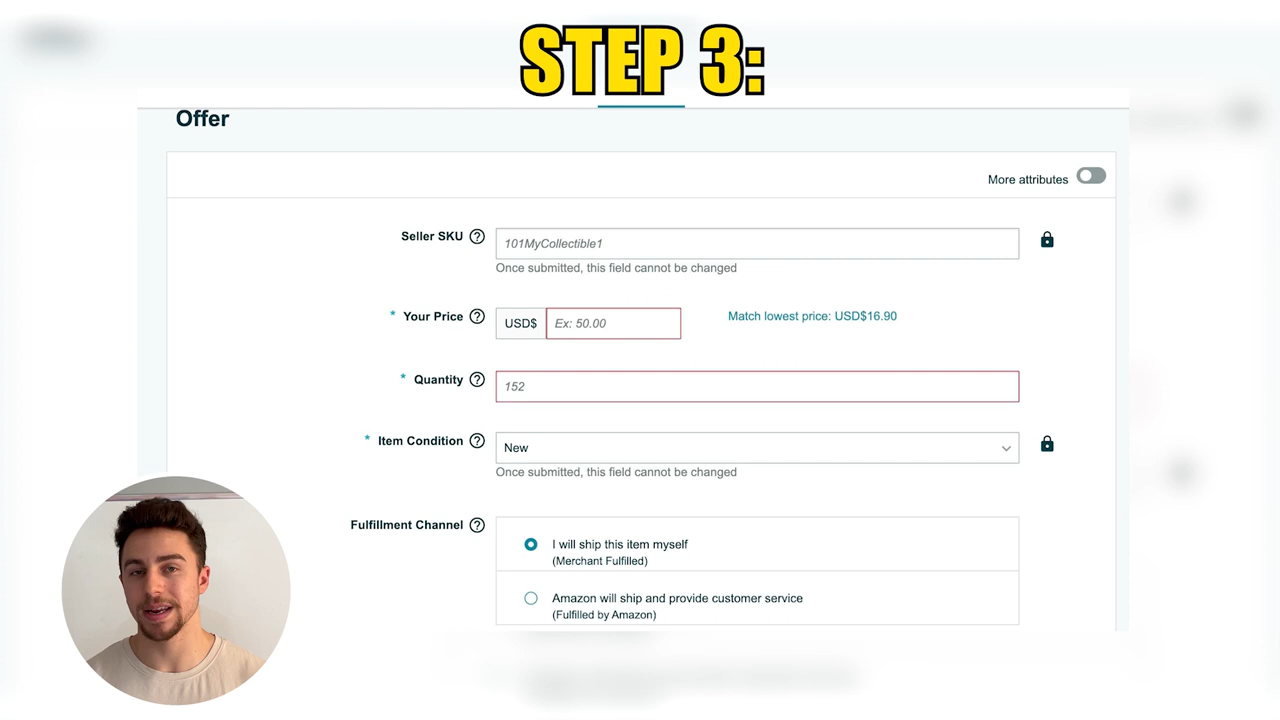 STEP 3:
Offer
More attributes
Seller SKU ?
101MyCollectible1
Once submitted, this field cannot be changed
* Your Price ?
USD$ Ex: 50.00
Match lowest price: USD$16.90
* Quantity ?
152
* Item Condition ?
New
Once submitted, this field cannot be changed
Fulfillment Channel ?
I will ship this item myself
(Merchant Fulfilled)
Amazon will ship and provide customer service
(Fulfilled by Amazon)